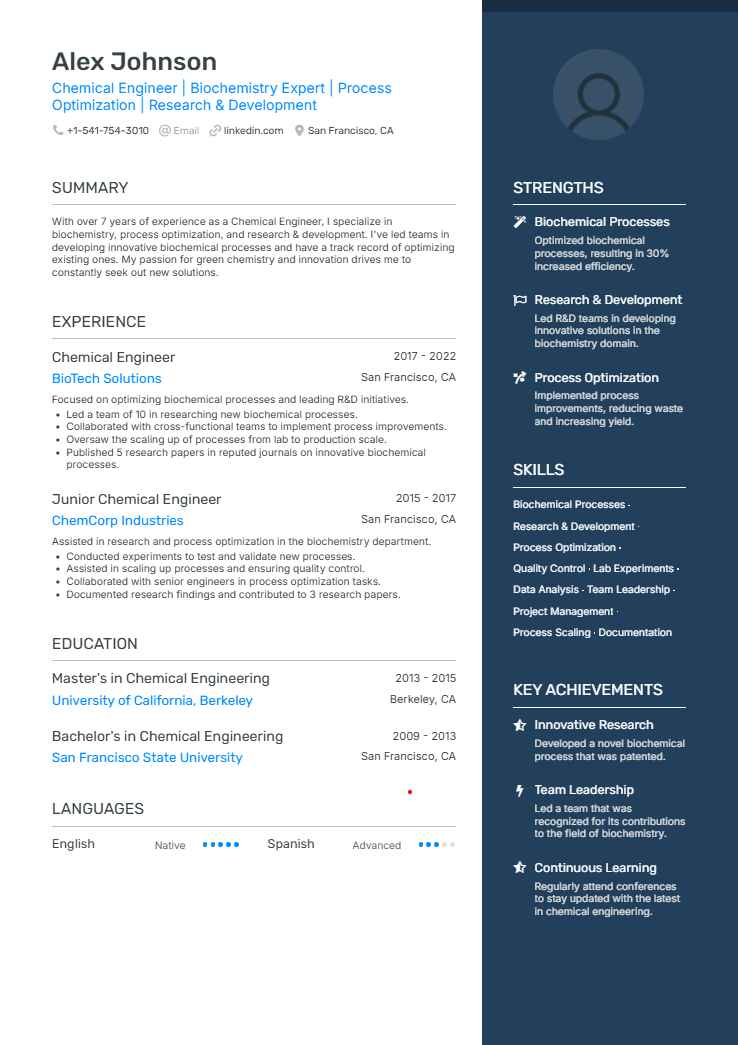 Alex Johnson
Chemical Engineer | Biochemistry Expert | Process
Optimization | Research & Development
+1-541-754-3010 Email linkedin.com San Francisco, CA
SUMMARY
With over 7 years of experience as a Chemical Engineer, I specialize in
biochemistry, process optimization, and research & development. I've led teams in
developing innovative biochemical processes and have a track record of optimizing
existing ones. My passion for green chemistry and innovation drives me to
constantly seek out new solutions.
EXPERIENCE
Chemical Engineer 2017 - 2022
BioTech Solutions San Francisco, CA
Focused on optimizing biochemical processes and leading R&D initiatives.
• Led a team of 10 in researching new biochemical processes.
• Collaborated with cross-functional teams to implement process improvements.
• Oversaw the scaling up of processes from lab to production scale.
• Published 5 research papers in reputed journals on innovative biochemical
processes.
Junior Chemical Engineer 2015 - 2017
ChemCorp Industries San Francisco, CA
Assisted in research and process optimization in the biochemistry department.
• Conducted experiments to test and validate new processes.
• Assisted in scaling up processes and ensuring quality control.
• Collaborated with senior engineers in process optimization tasks.
• Documented research findings and contributed to 3 research papers.
EDUCATION
Master's in Chemical Engineering 2013 - 2015
University of California, Berkeley Berkeley, CA
Bachelor's in Chemical Engineering 2009 - 2013
San Francisco State University San Francisco, CA
LANGUAGES
English Native Spanish Advanced
STRENGTHS
Biochemical Processes
Optimized biochemical
processes, resulting in 30%
increased efficiency.
Research & Development
Led R&D teams in developing
innovative solutions in the
biochemistry domain.
Process Optimization
Implemented process
improvements, reducing waste
and increasing yield.
SKILLS
Biochemical Processes ·
Research & Development ·
Process Optimization ·
Quality Control · Lab Experiments ·
Data Analysis · Team Leadership ·
Project Management ·
Process Scaling · Documentation
KEY ACHIEVEMENTS
Innovative Research
Developed a novel biochemical
process that was patented.
Team Leadership
Led a team that was
recognized for its contributions
to the field of biochemistry.
Continuous Learning
Regularly attend conferences
to stay updated with the latest
in chemical engineering.